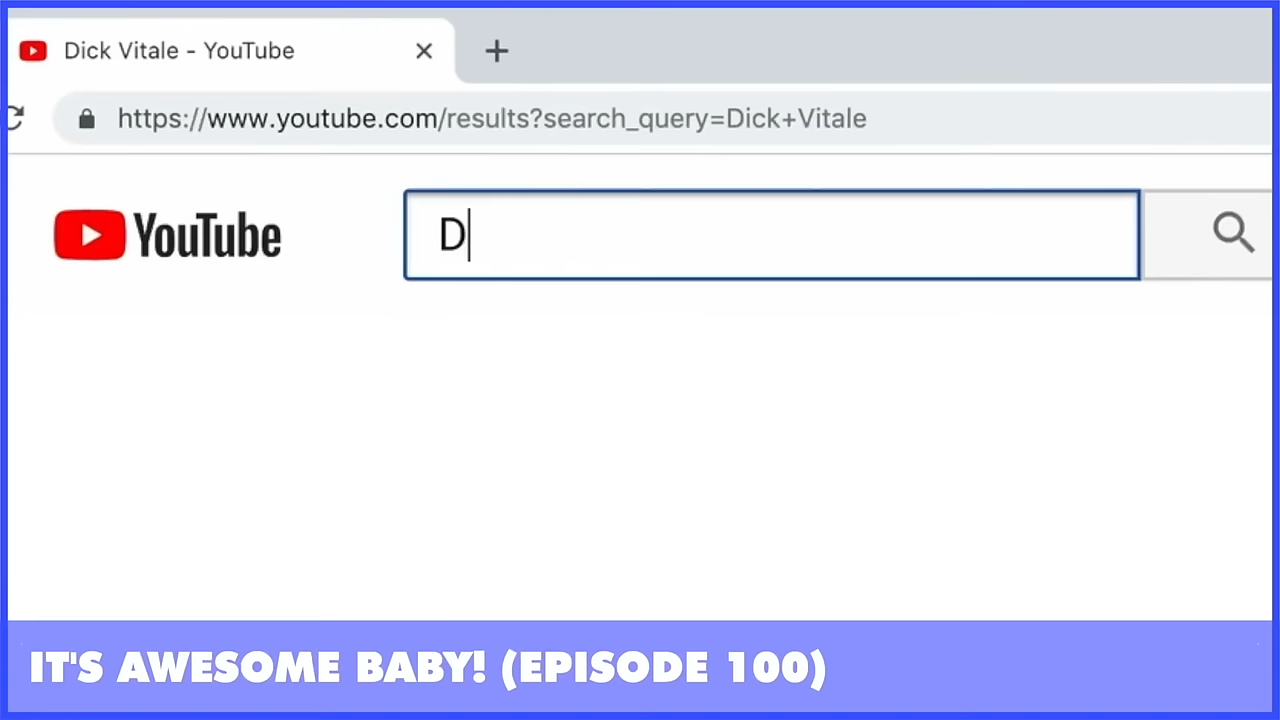 Dick Vitale - YouTube
https://www.youtube.com/results?search_query=Dick+Vitale
YouTube
D
IT'S AWESOME BABY! (EPISODE 100)